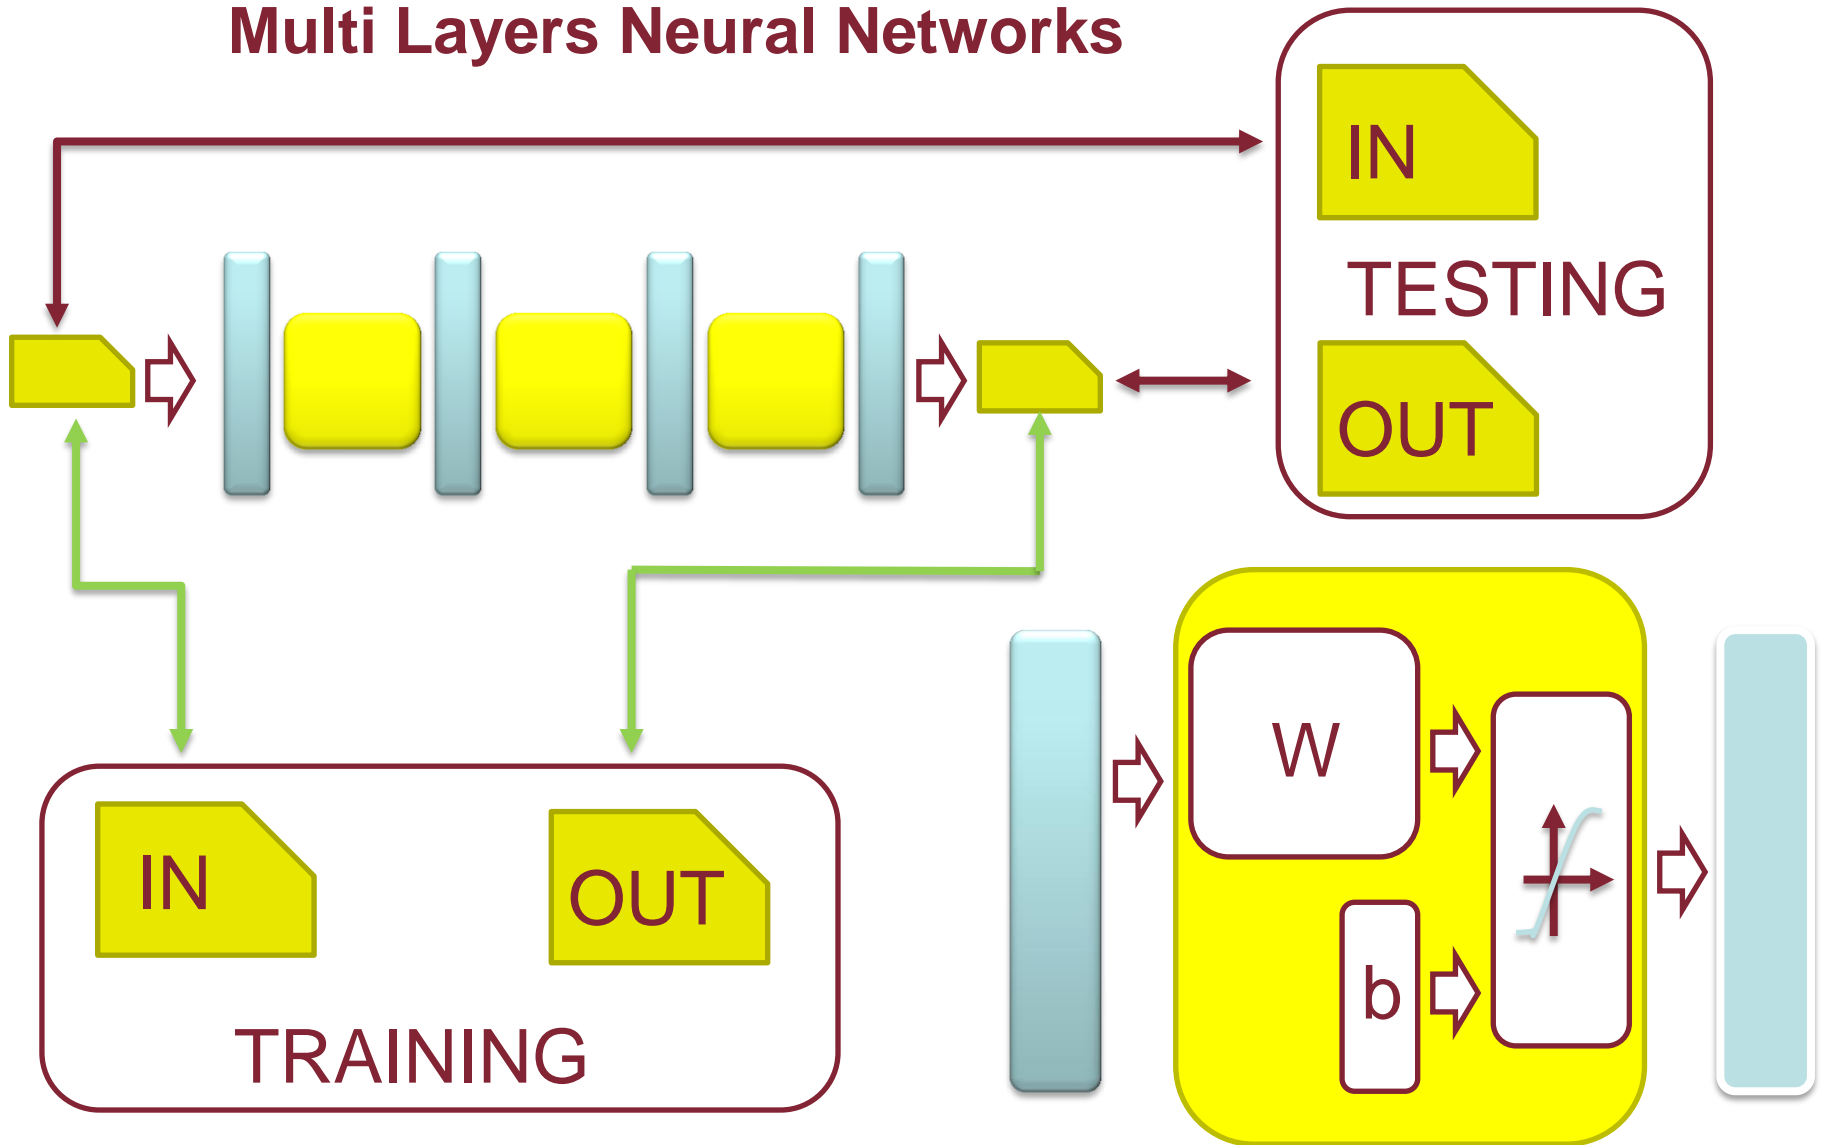 Multi Layers Neural Networks
IN
TESTING
OUT
IN
OUT
TRAINING
W
b